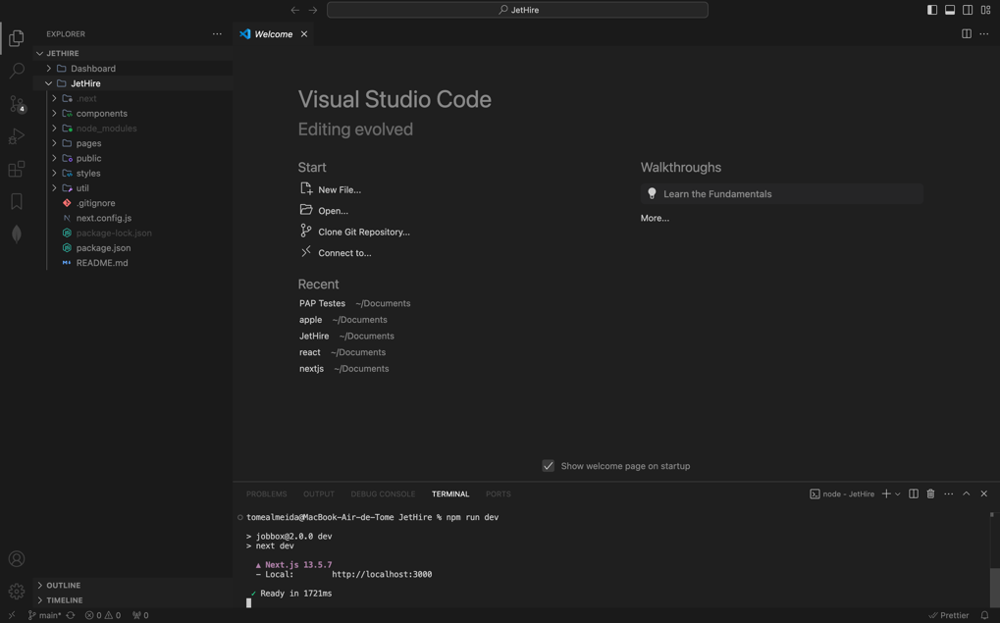 JetHire
EXPLORER
Welcome
JETHIRE
Dashboard
JetHire
.next
components
node_modules
pages
public
styles
util
.gitignore
next.config.js
package-lock.json
package.json
README.md
4
OUTLINE
TIMELINE
Visual Studio Code
Editing evolved
Start
New File...
Open...
Clone Git Repository...
Connect to...
Recent
PAP Testes ~/Documents
apple ~/Documents
JetHire ~/Documents
react ~/Documents
nextjs ~/Documents
Walkthroughs
Learn the Fundamentals
More...
Show welcome page on startup
PROBLEMS OUTPUT DEBUG CONSOLE TERMINAL PORTS
node - JetHire
tomealmeida@MacBook-Air-de-Tome JetHire % npm run dev
> jobbox@2.0.0 dev
> next dev
▲ Next.js 13.5.7
- Local: http://localhost:3000
✓ Ready in 1721ms
main* 0 0 0 Prettier